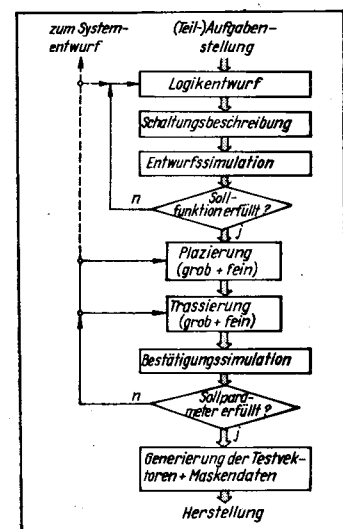 zum System-
entwurf
(Teil-)Aufgaben-
stellung
Logikentwurf
Schaltungsbeschreibung
Entwurfssimulation
n
Soll-
funktion erfüllt?
j
Plazierung
(grob + fein)
Trassierung
(grob + fein)
Bestätigungssimulation
n
Sollpara-
meter erfüllt?
j
Generierung der Testvek-
toren + Maskendaten
Herstellung